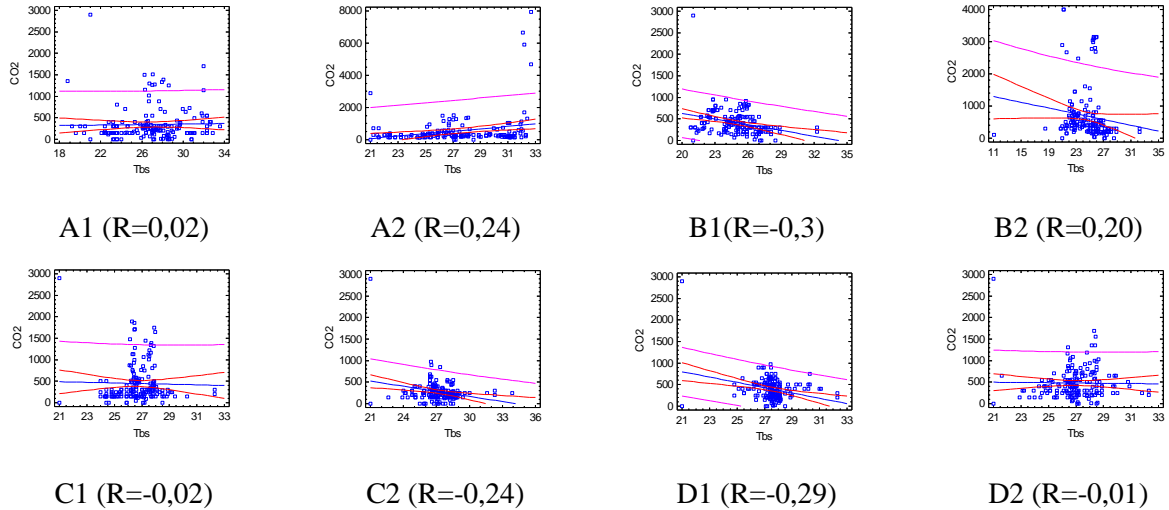 CO2
3000
2500
2000
1500
1000
500
0
18 20 22 24 26 28 30 32 34
Tbs
CO2
8000
6000
4000
2000
0
21 23 25 27 29 31 33
Tbs
CO2
3000
2500
2000
1500
1000
500
0
20 23 26 29 32 35
Tbs
CO2
4000
3000
2000
1000
0
11 15 19 23 27 31 35
Tbs
A1 (R=0,02)
A2 (R=0,24)
B1(R=-0,3)
B2 (R=0,20)
CO2
3000
2500
2000
1500
1000
500
0
21 23 25 27 29 31 33
Tbs
CO2
3000
2500
2000
1500
1000
500
0
21 24 27 30 33 36
Tbs
CO2
3000
2500
2000
1500
1000
500
0
21 23 25 27 29 31 33
Tbs
CO2
3000
2500
2000
1500
1000
500
0
21 23 25 27 29 31 33
Tbs
C1 (R=-0,02)
C2 (R=-0,24)
D1 (R=-0,29)
D2 (R=-0,01)